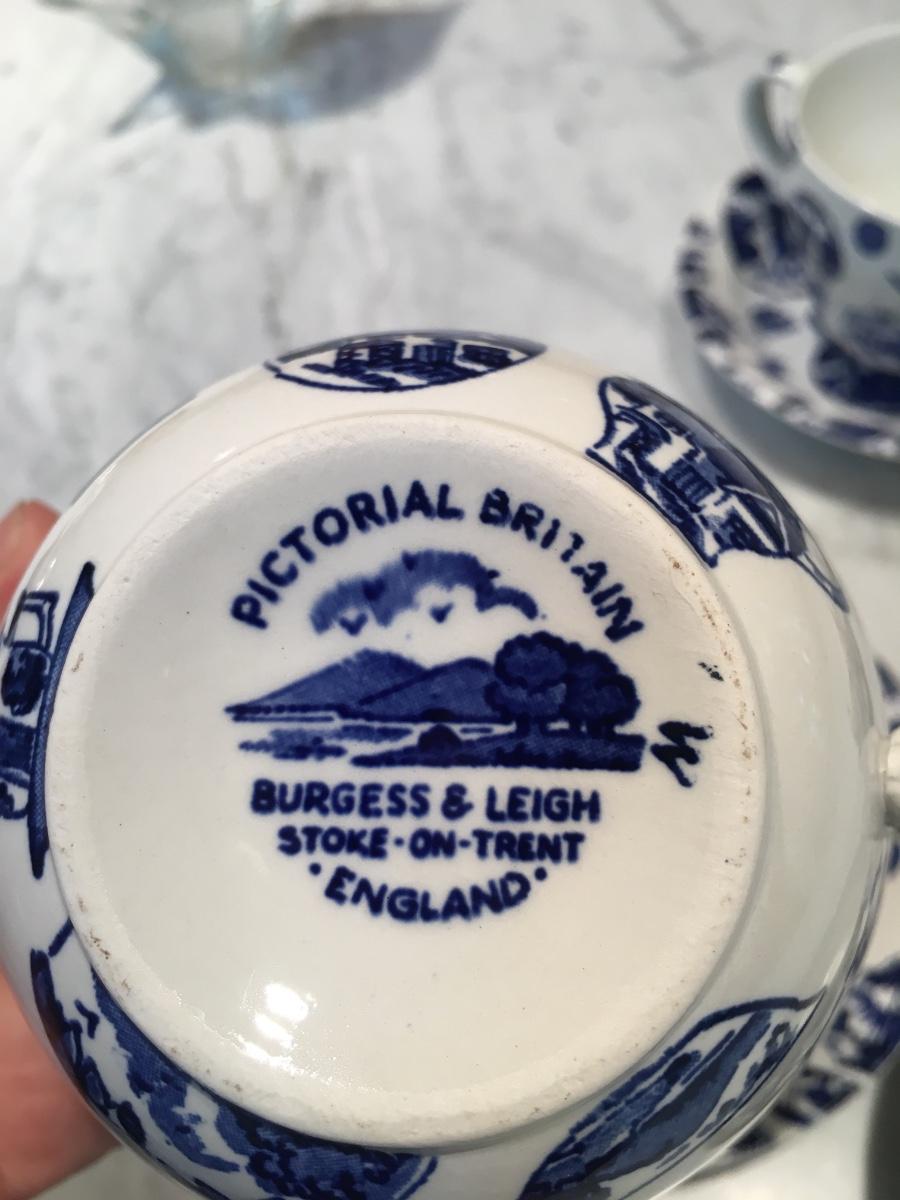 PICTORIAL BRITAIN
W
BURGESS & LEIGH
STOKE-ON-TRENT
· ENGLAND ·